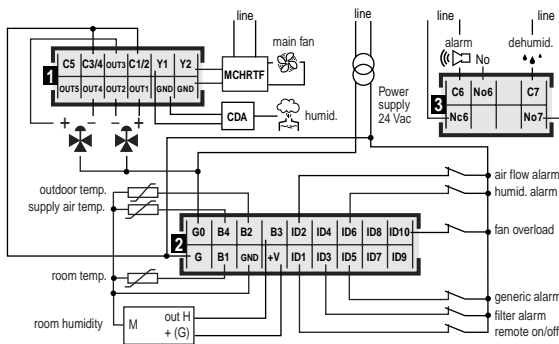 line
line
line
line
1
C5 C3/4 OUT3 C1/2 Y1 Y2
OUT5 OUT4 OUT2 OUT1 GND GND
+ − − +
MCHRTF
main fan
CDA
humid.
Power
supply
24 Vac
alarm
No
dehumid.
3
C6 No6 C7
Nc6 No7
outdoor temp.
supply air temp.
room temp.
room humidity
M
out H
+ (G)
2
G0 B4 B2 B3 ID2 ID4 ID6 ID8 ID10
G B1 GND +V ID1 ID3 ID5 ID7 ID9
air flow alarm
humid. alarm
fan overload
generic alarm
filter alarm
remote on/off